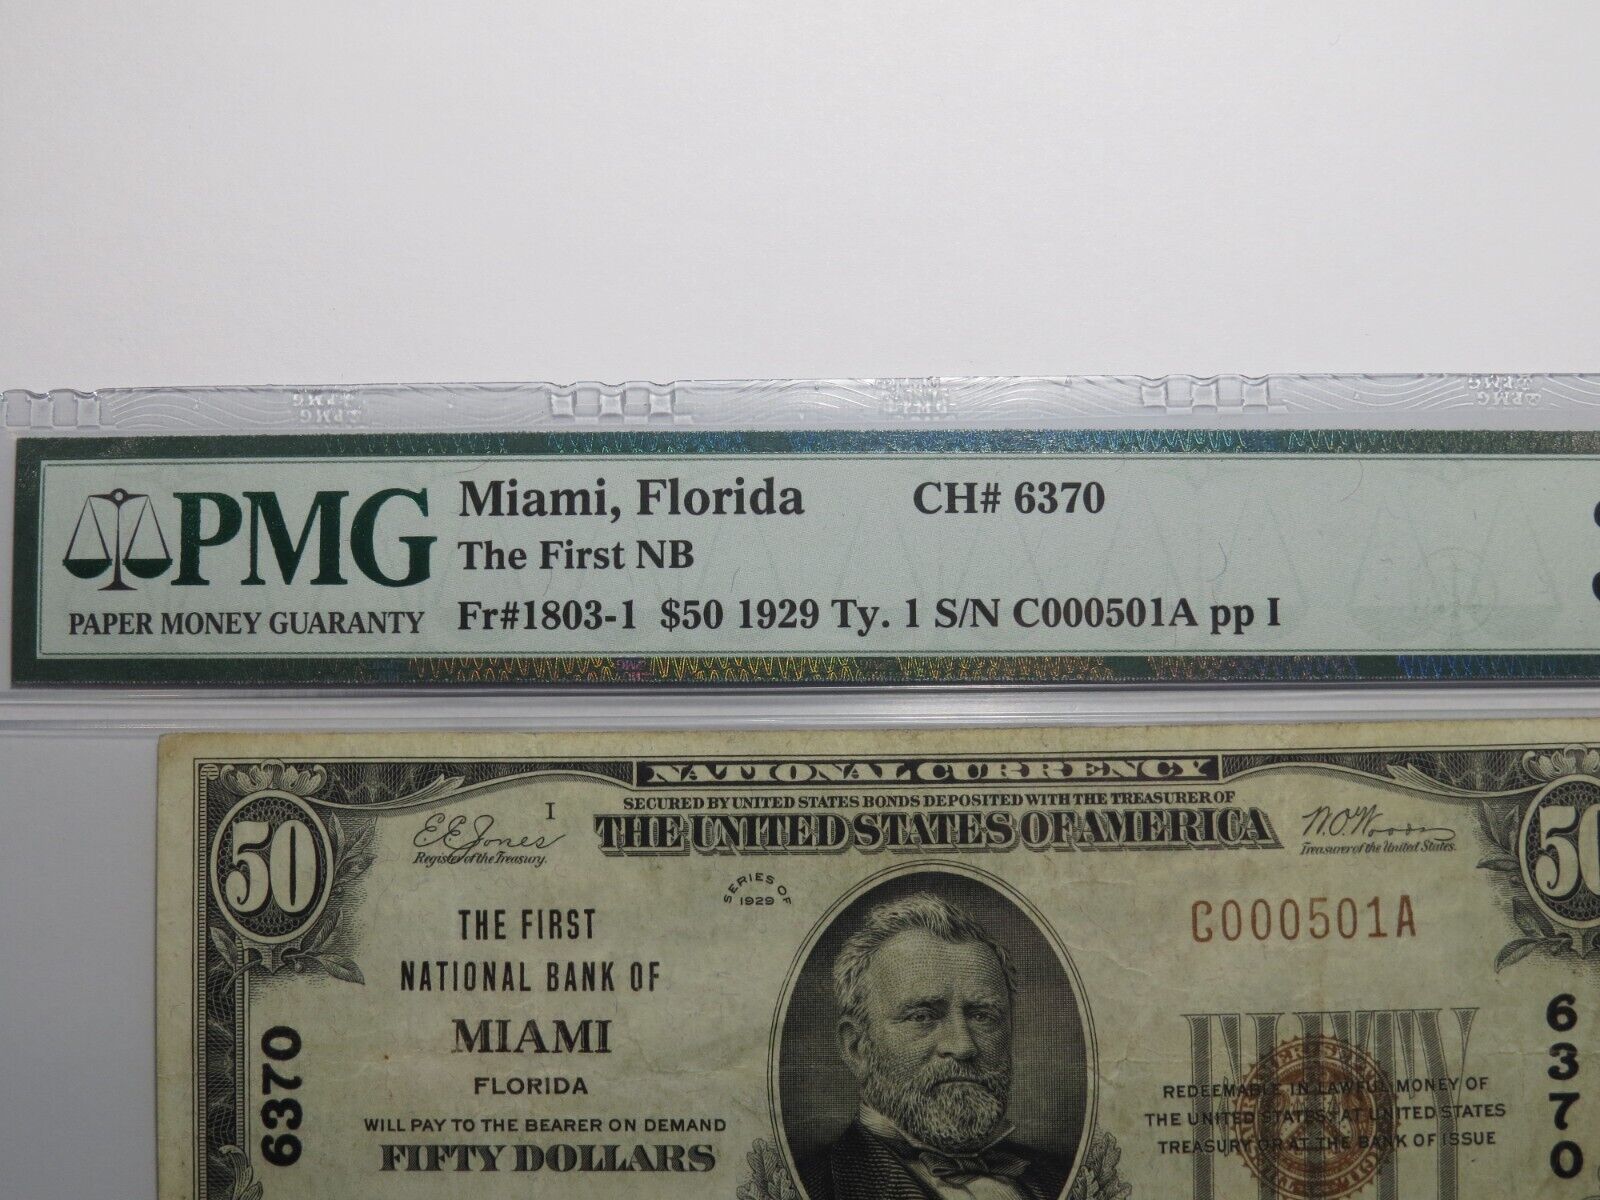 PMG
PAPER MONEY GUARANTY
Miami, Florida CH# 6370
The First NB
Fr#1803-1 $50 1929 Ty. 1 S/N C000501A pp I
NATIONAL CURRENCY
SECURED BY UNITED STATES BONDS DEPOSITED WITH THE TREASURER OF
THE UNITED STATES OF AMERICA
50
I
E.E. Jones
Register of the Treasury.
W.O. Woods
Treasurer of the United States.
50
SERIES OF
1929
C000501A
THE FIRST
NATIONAL BANK OF
MIAMI
FLORIDA
WILL PAY TO THE BEARER ON DEMAND
FIFTY DOLLARS
6370
FIFTY
REDEEMABLE IN LAWFUL MONEY OF
THE UNITED STATES AT UNITED STATES
TREASURY OR AT THE BANK OF ISSUE
6370